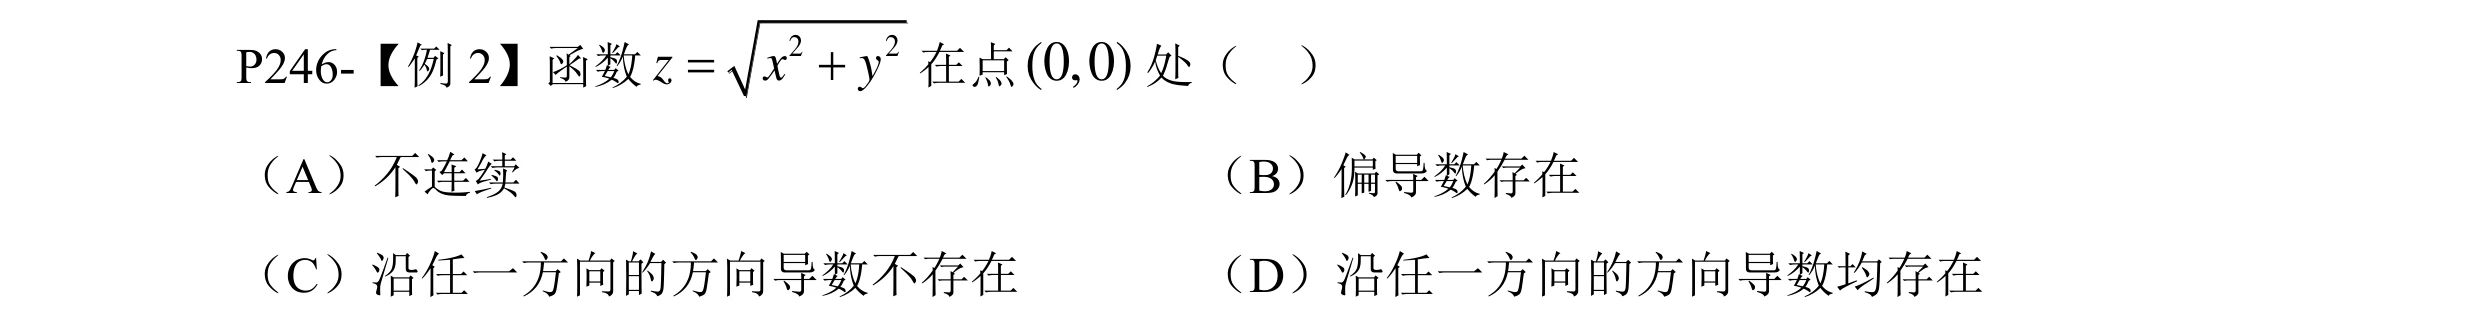 P246-【例 2】函数 $z=\sqrt{x^2+y^2}$ 在点 $(0,0)$ 处（　）
（A）不连续　（B）偏导数存在
（C）沿任一方向的方向导数不存在　（D）沿任一方向的方向导数均存在